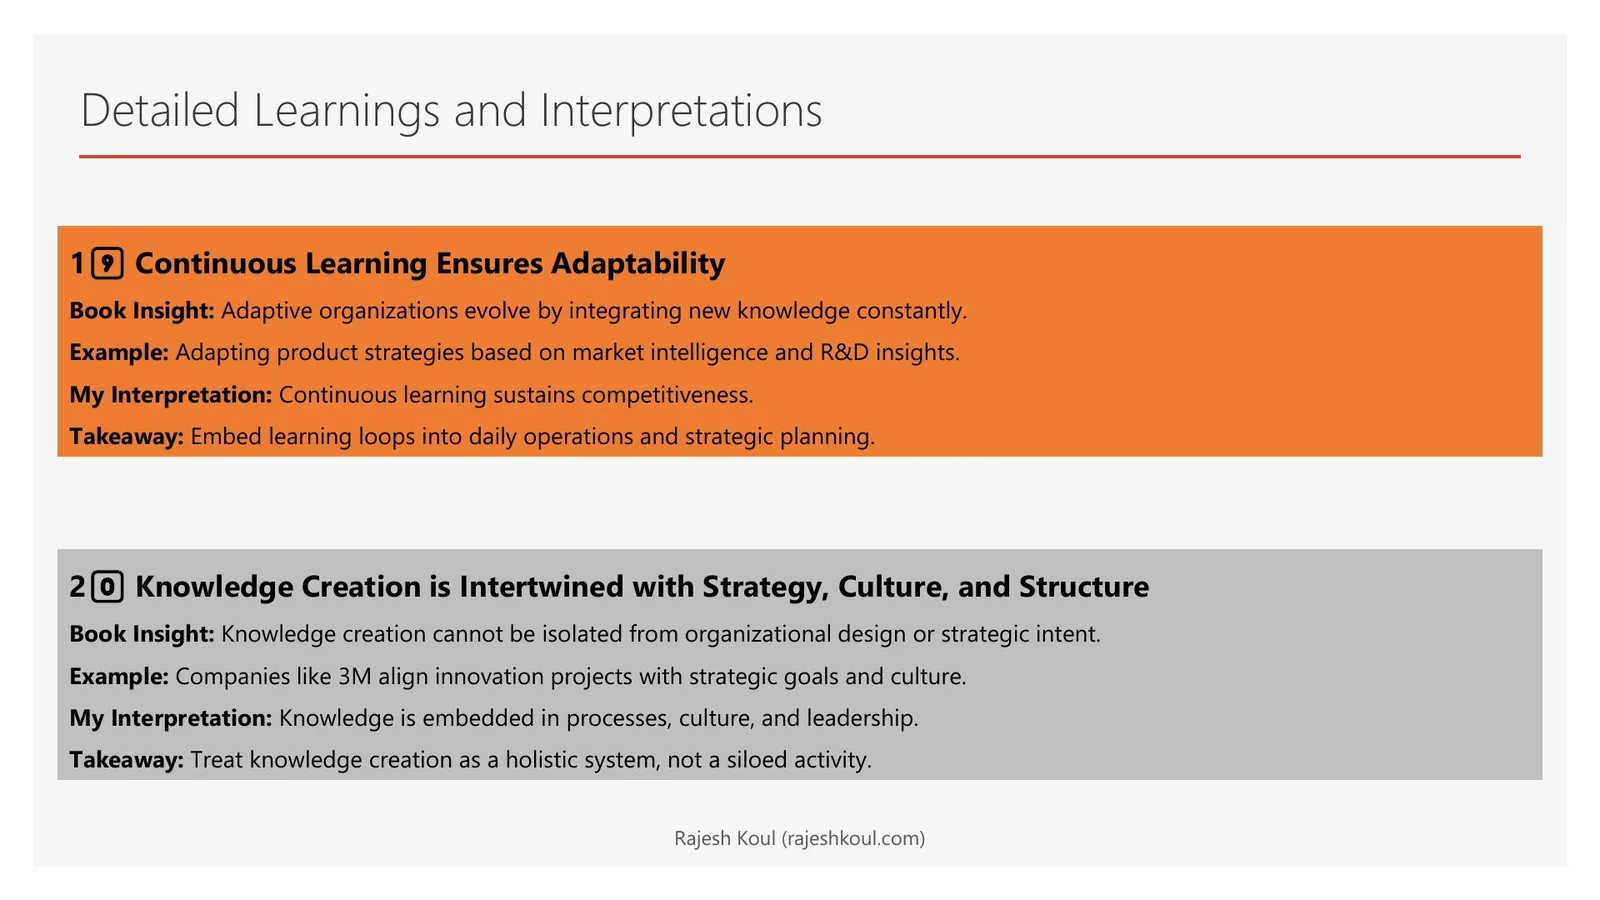 Detailed Learnings and Interpretations
19 Continuous Learning Ensures Adaptability
Book Insight: Adaptive organizations evolve by integrating new knowledge constantly.
Example: Adapting product strategies based on market intelligence and R&D insights.
My Interpretation: Continuous learning sustains competitiveness.
Takeaway: Embed learning loops into daily operations and strategic planning.
20 Knowledge Creation is Intertwined with Strategy, Culture, and Structure
Book Insight: Knowledge creation cannot be isolated from organizational design or strategic intent.
Example: Companies like 3M align innovation projects with strategic goals and culture.
My Interpretation: Knowledge is embedded in processes, culture, and leadership.
Takeaway: Treat knowledge creation as a holistic system, not a siloed activity.
Rajesh Koul (rajeshkoul.com)